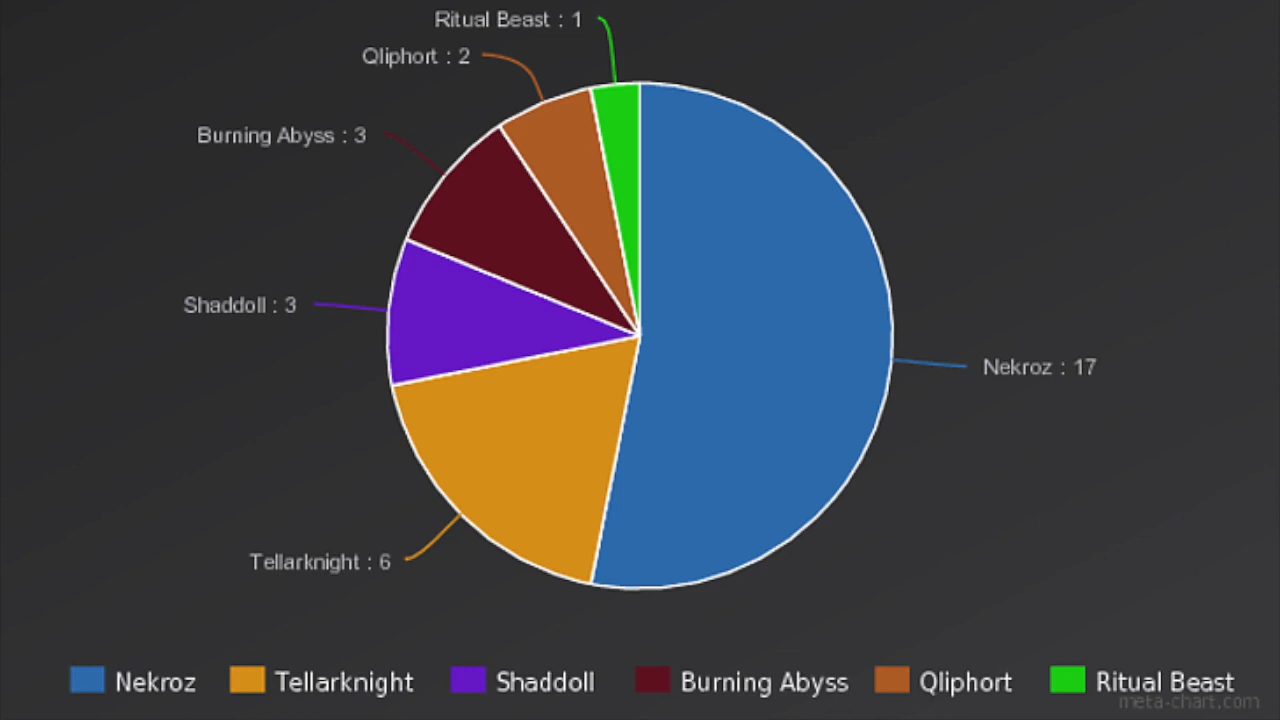 Ritual Beast : 1
Qliphort : 2
Burning Abyss : 3
Shaddoll : 3
Nekroz : 17
Tellarknight : 6
Nekroz Tellarknight Shaddoll Burning Abyss Qliphort Ritual Beast
meta-chart.com